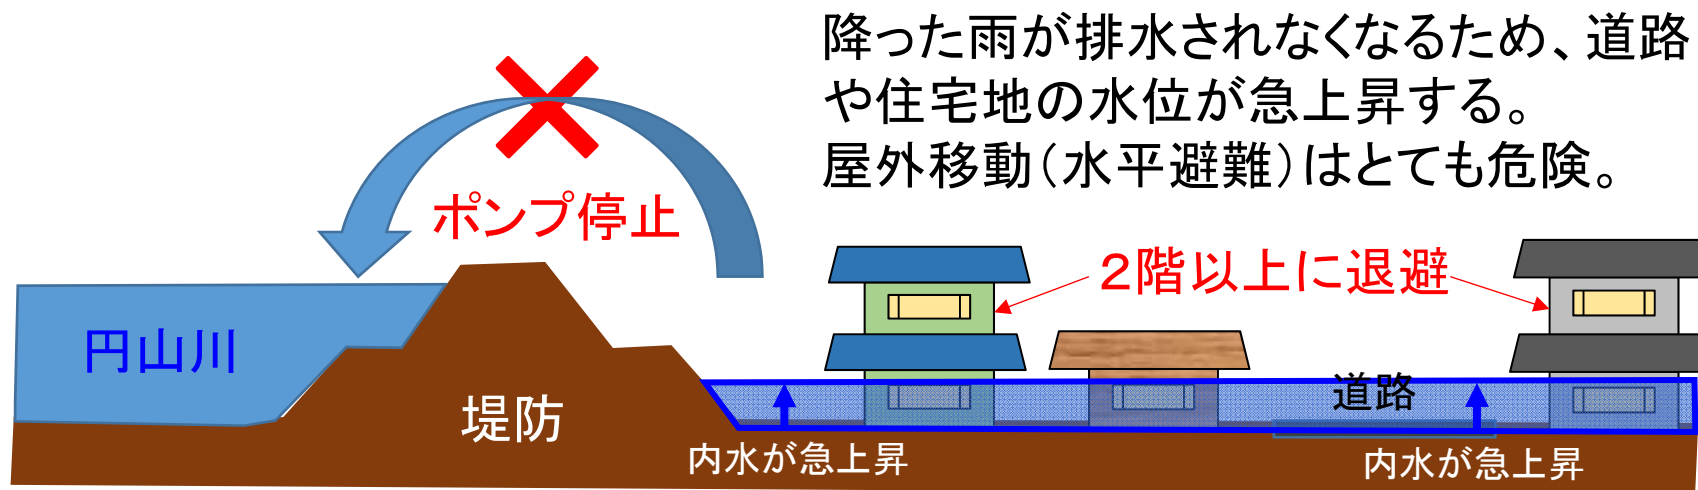 降った雨が排水されなくなるため、道路
や住宅地の水位が急上昇する。
屋外移動（水平避難）はとても危険。
ポンプ停止
２階以上に退避
円山川
道路
堤防
内水が急上昇
内水が急上昇